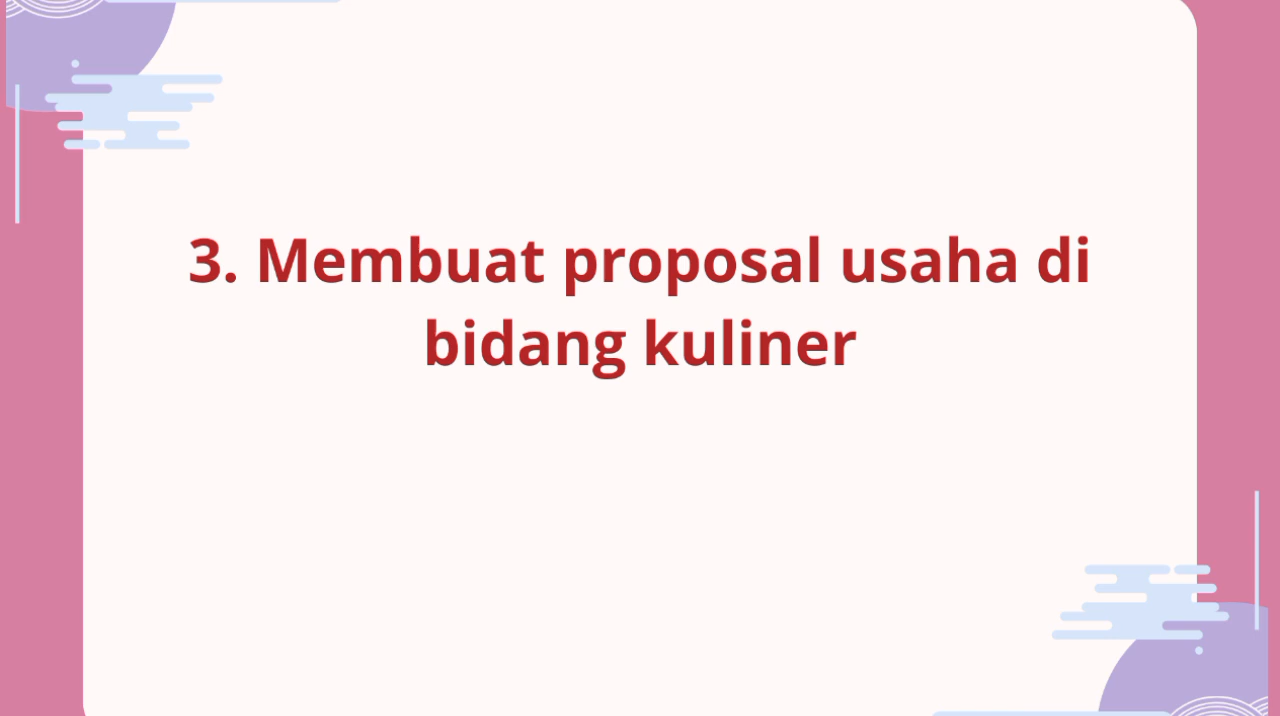 3. Membuat proposal usaha di
bidang kuliner